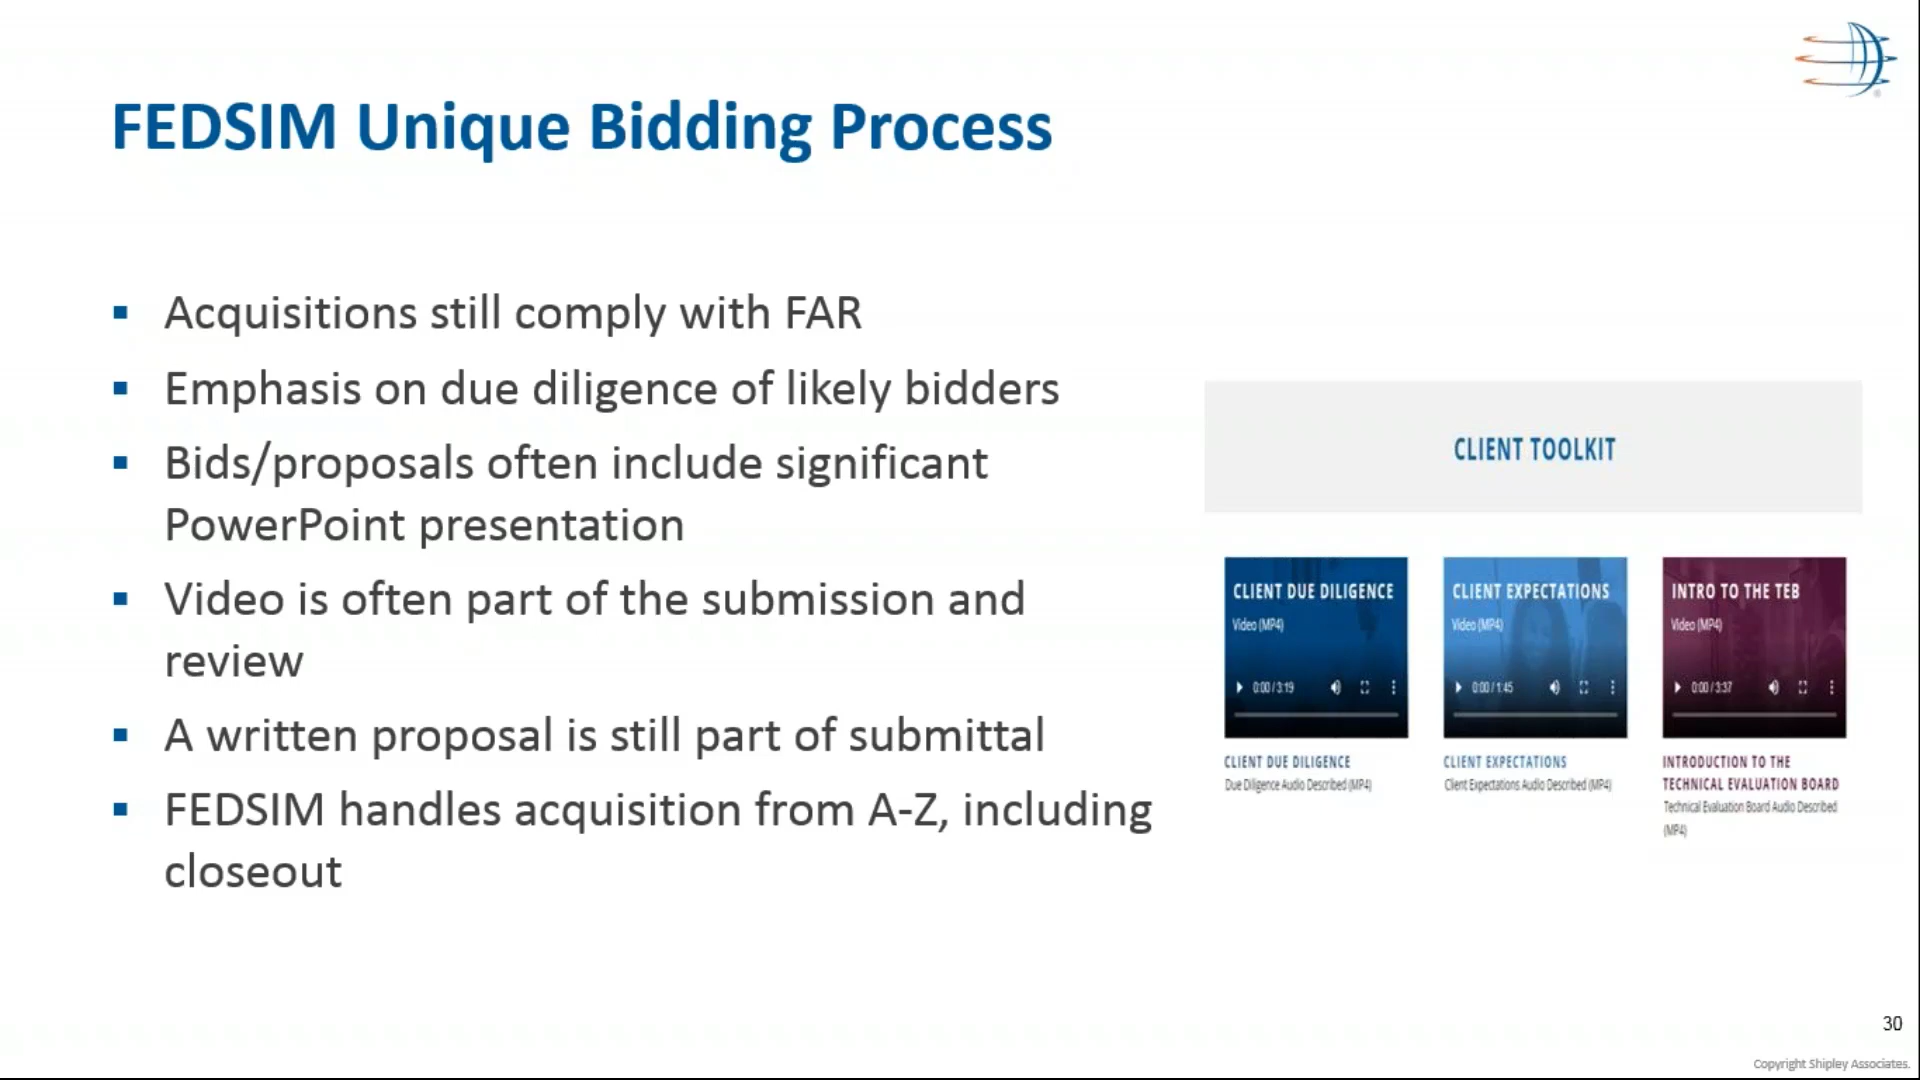 FEDSIM Unique Bidding Process
▪ Acquisitions still comply with FAR
▪ Emphasis on due diligence of likely bidders
▪ Bids/proposals often include significant
PowerPoint presentation
▪ Video is often part of the submission and
review
▪ A written proposal is still part of submittal
▪ FEDSIM handles acquisition from A-Z, including
closeout
CLIENT TOOLKIT
CLIENT DUE DILIGENCE
Video (MP4)
0:00 / 3:19
CLIENT DUE DILIGENCE
Due Diligence Audio Described (MP4)
CLIENT EXPECTATIONS
Video (MP4)
0:00 / 1:45
CLIENT EXPECTATIONS
Client Expectations Audio Described (MP4)
INTRO TO THE TEB
Video (MP4)
0:00 / 3:37
INTRODUCTION TO THE
TECHNICAL EVALUATION BOARD
Technical Evaluation Board Audio Described
(MP4)
30
Copyright Shipley Associates.